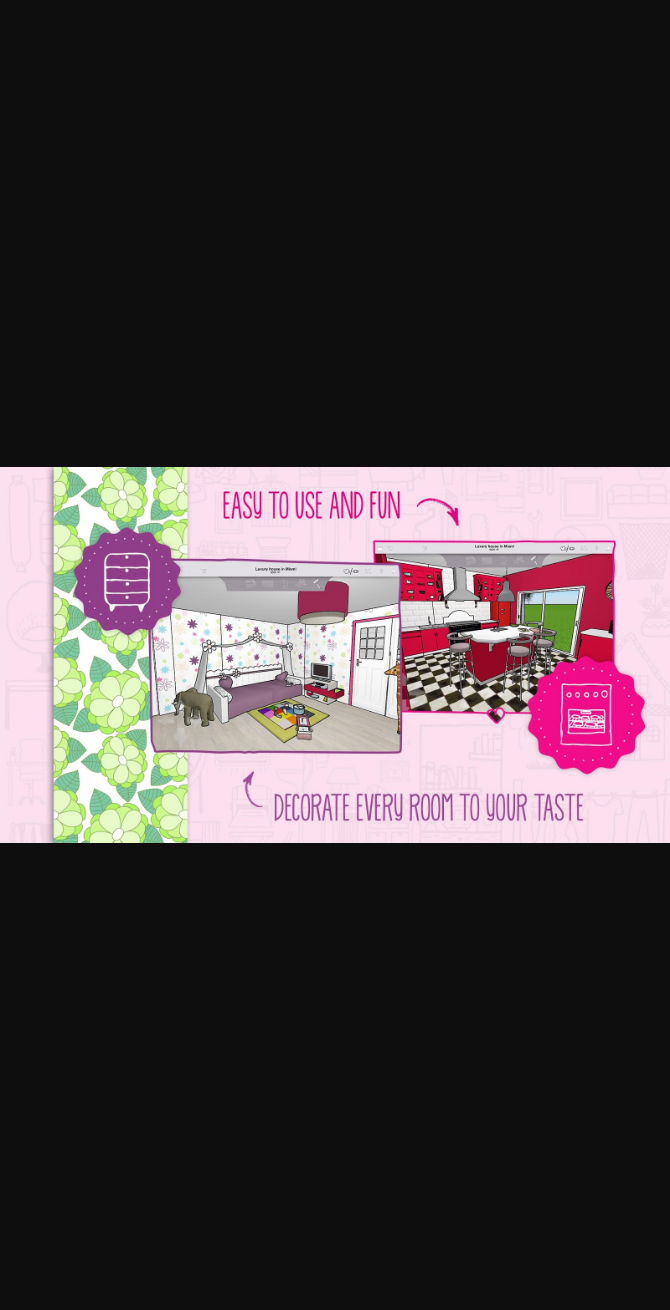 EASY TO USE AND FUN
Luxury house in Miami
Luxury house in Miami
DECORATE EVERY ROOM TO YOUR TASTE